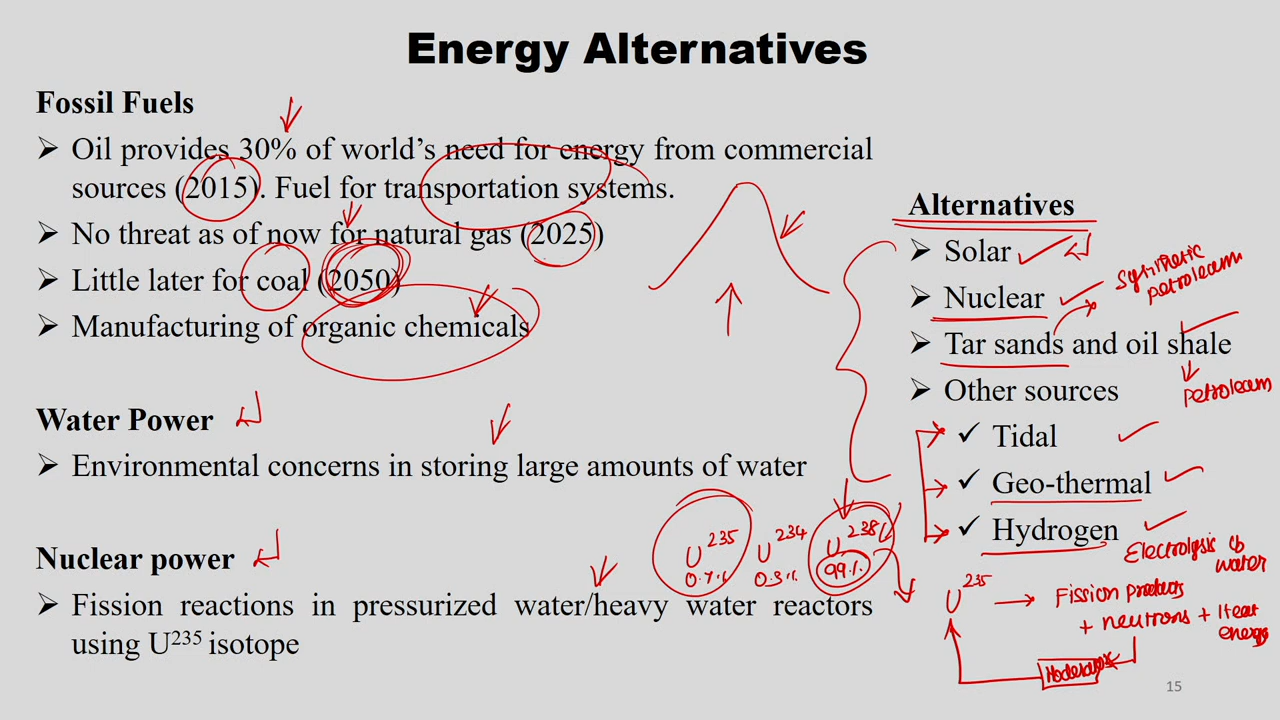 Energy Alternatives
Fossil Fuels
➤ Oil provides 30% of world's need for energy from commercial
sources (2015). Fuel for transportation systems.
➤ No threat as of now for natural gas (2025)
➤ Little later for coal (2050)
➤ Manufacturing of organic chemicals
Water Power
➤ Environmental concerns in storing large amounts of water
Nuclear power
➤ Fission reactions in pressurized water/heavy water reactors
using U²³⁵ isotope
U²³⁵ U²³⁴ U²³⁸
0.7% 0.3% 99%
Alternatives
➤ Solar
➤ Nuclear
Synthetic
petroleum
➤ Tar sands and oil shale
petroleum
➤ Other sources
✓ Tidal
✓ Geo-thermal
✓ Hydrogen
Electrolysis of
water
U²³⁵ → Fission products
+ neutrons + Heat
energy
Moderators
15